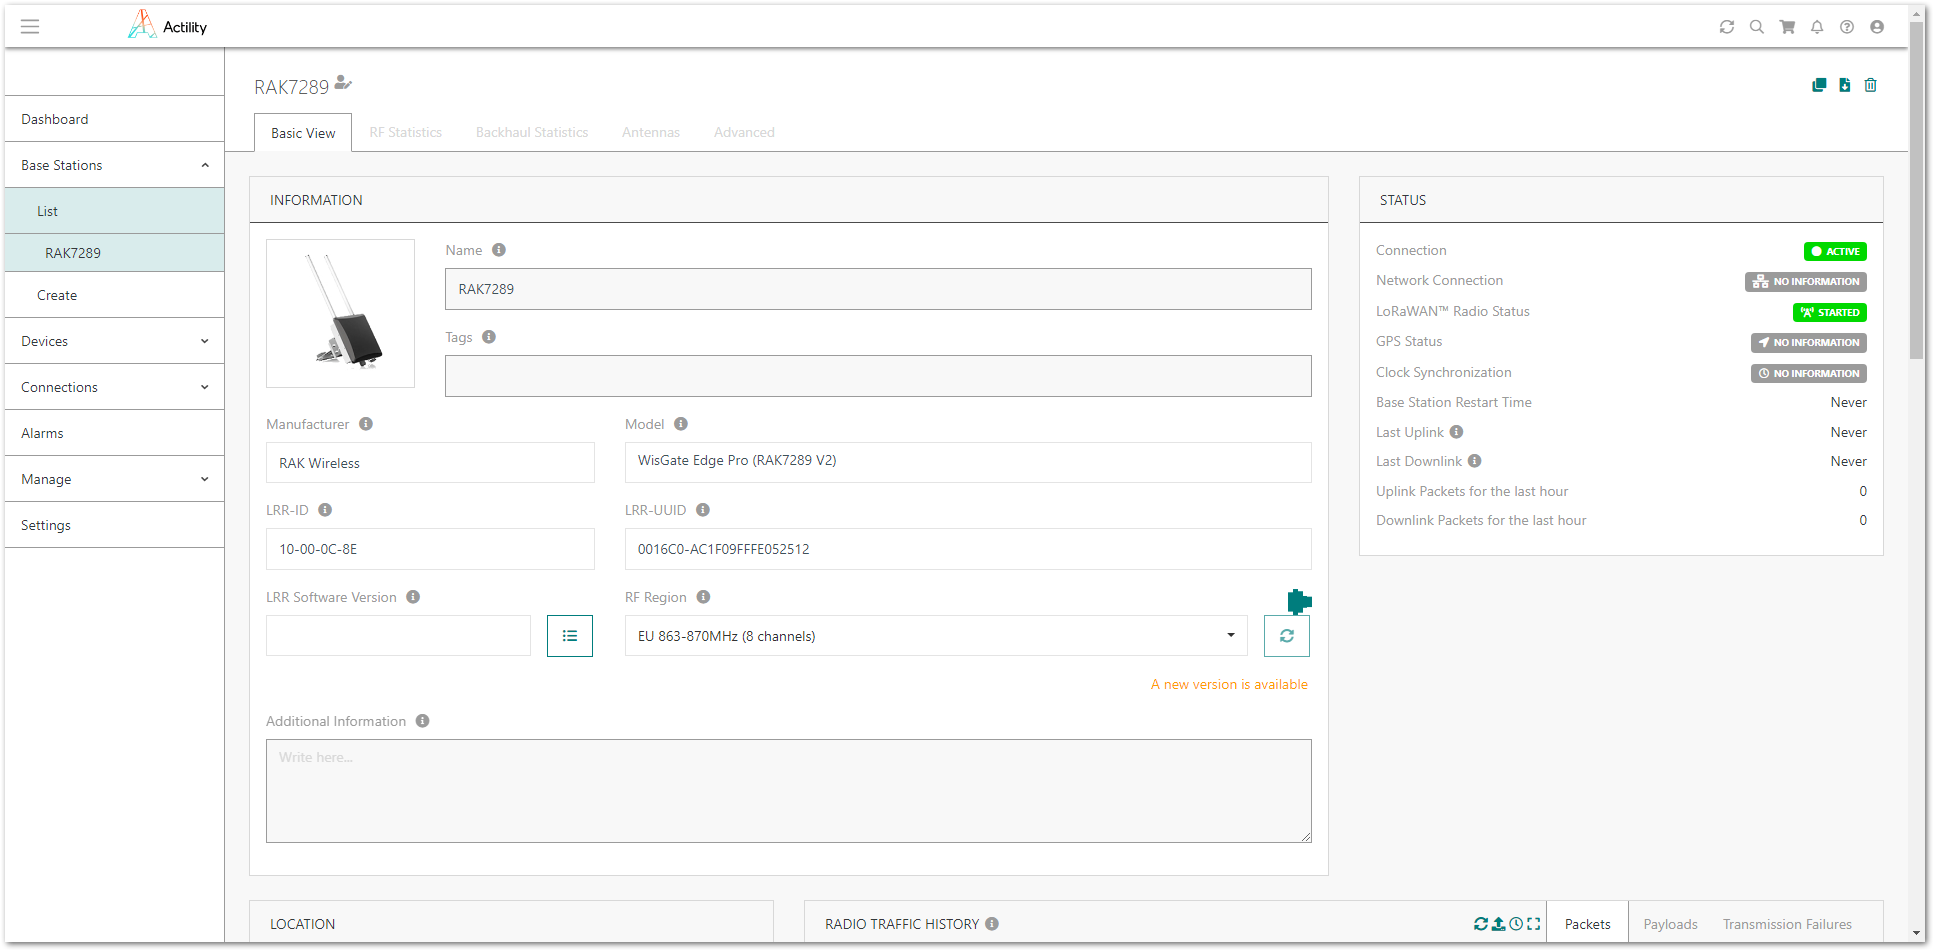 Actility
RAK7289
Dashboard
Base Stations
List
RAK7289
Create
Devices
Connections
Alarms
Manage
Settings
Basic View
RF Statistics
Backhaul Statistics
Antennas
Advanced
INFORMATION
Name
RAK7289
Tags
Manufacturer
RAK Wireless
Model
WisGate Edge Pro (RAK7289 V2)
LRR-ID
10-00-0C-8E
LRR-UUID
0016C0-AC1F09FFFE052512
LRR Software Version
RF Region
EU 863-870MHz (8 channels)
A new version is available
Additional Information
Write here...
STATUS
Connection ACTIVE
Network Connection NO INFORMATION
LoRaWAN™ Radio Status STARTED
GPS Status NO INFORMATION
Clock Synchronization NO INFORMATION
Base Station Restart Time Never
Last Uplink Never
Last Downlink Never
Uplink Packets for the last hour 0
Downlink Packets for the last hour 0
LOCATION
RADIO TRAFFIC HISTORY
Packets
Payloads
Transmission Failures